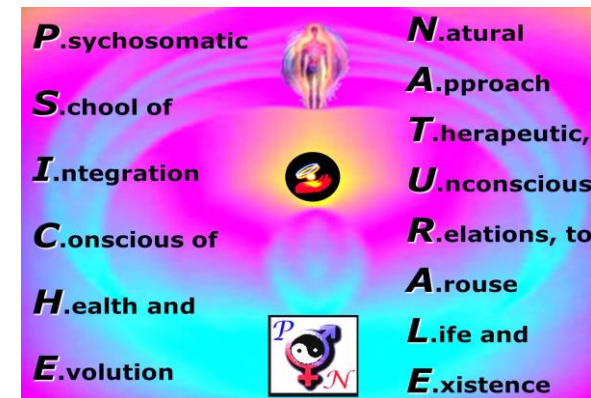 P.sychosomatic
S.chool of
I.ntegration
C.onscious of
H.ealth and
E.volution
N.atural
A.pproach
T.herapeutic,
U.nconscious
R.elations, to
A.rouse
L.ife and
E.xistence
P
N